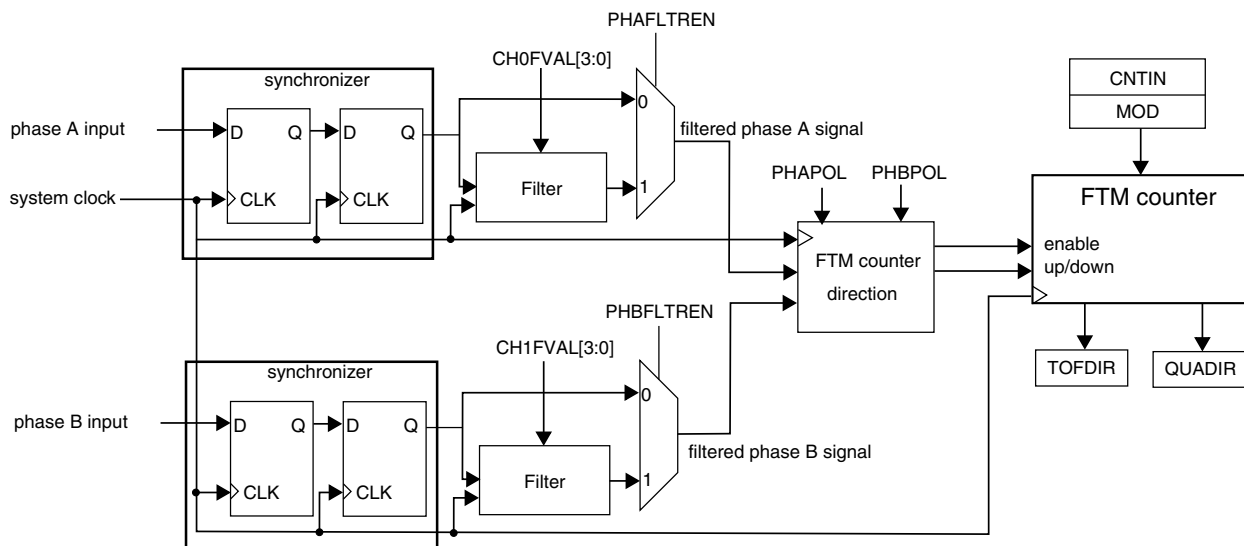 PHAFLTREN
CH0FVAL[3:0]
synchronizer
CNTIN
MOD
0
phase A input
D Q D Q
filtered phase A signal
Filter
1
PHAPOL PHBPOL
system clock
CLK CLK
FTM counter
enable
up/down
FTM counter
direction
PHBFLTREN
CH1FVAL[3:0]
synchronizer
TOFDIR QUADIR
0
phase B input
D Q D Q
filtered phase B signal
Filter
1
CLK CLK